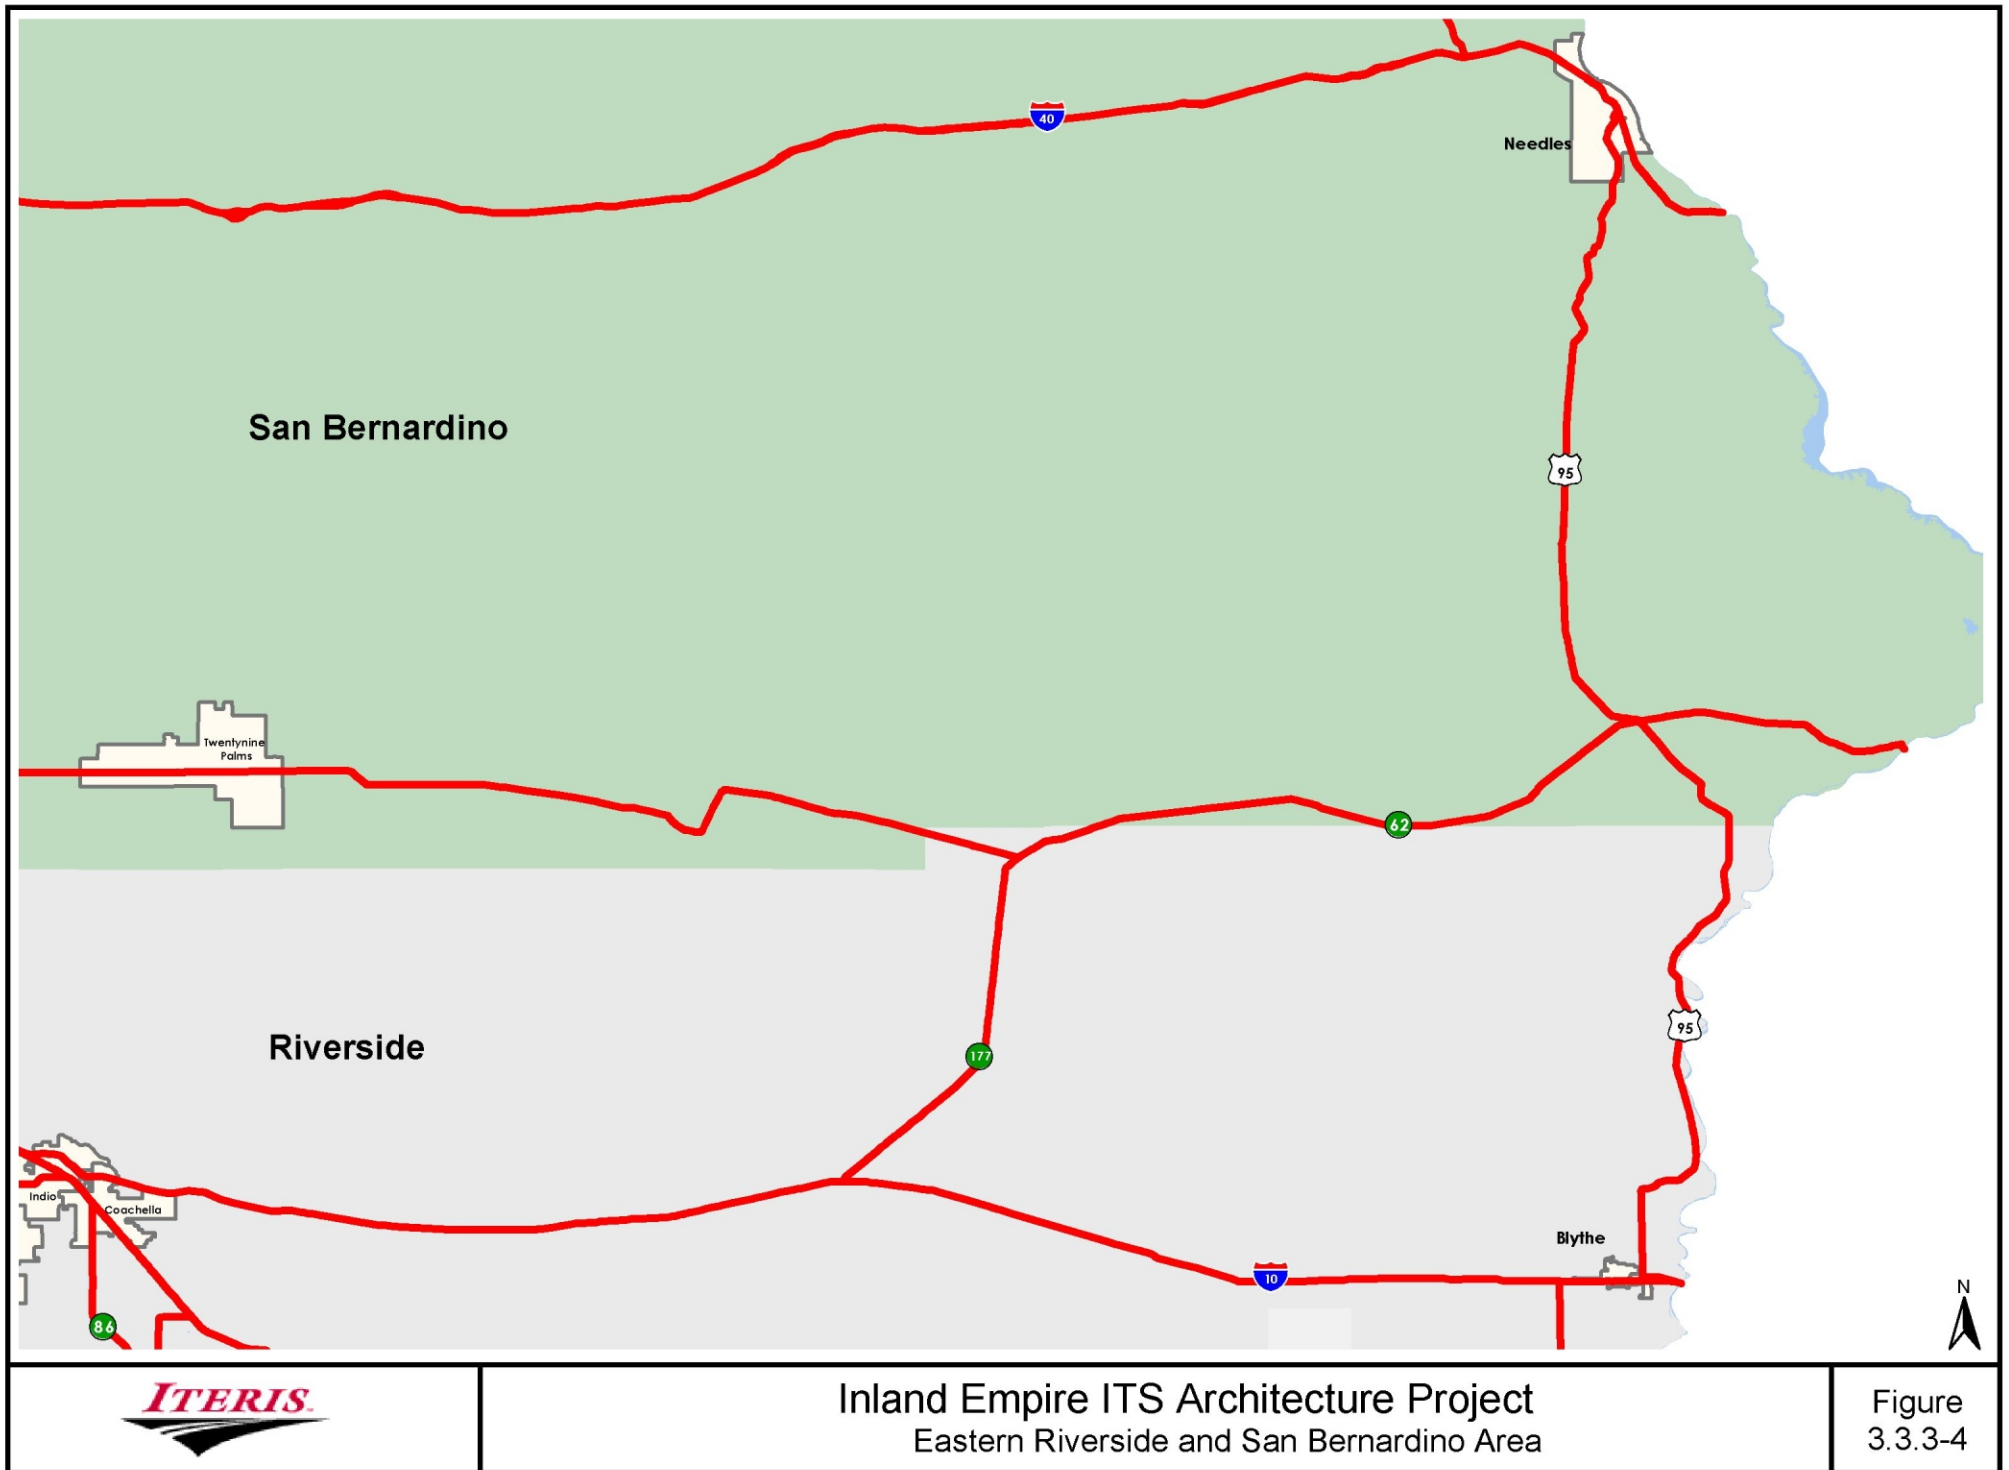 40
Needles
San Bernardino
95
Twentynine
Palms
62
95
Riverside
177
Indio
Coachella
Blythe
10
86
N
ITERIS
Inland Empire ITS Architecture Project
Eastern Riverside and San Bernardino Area
Figure
3.3.3-4